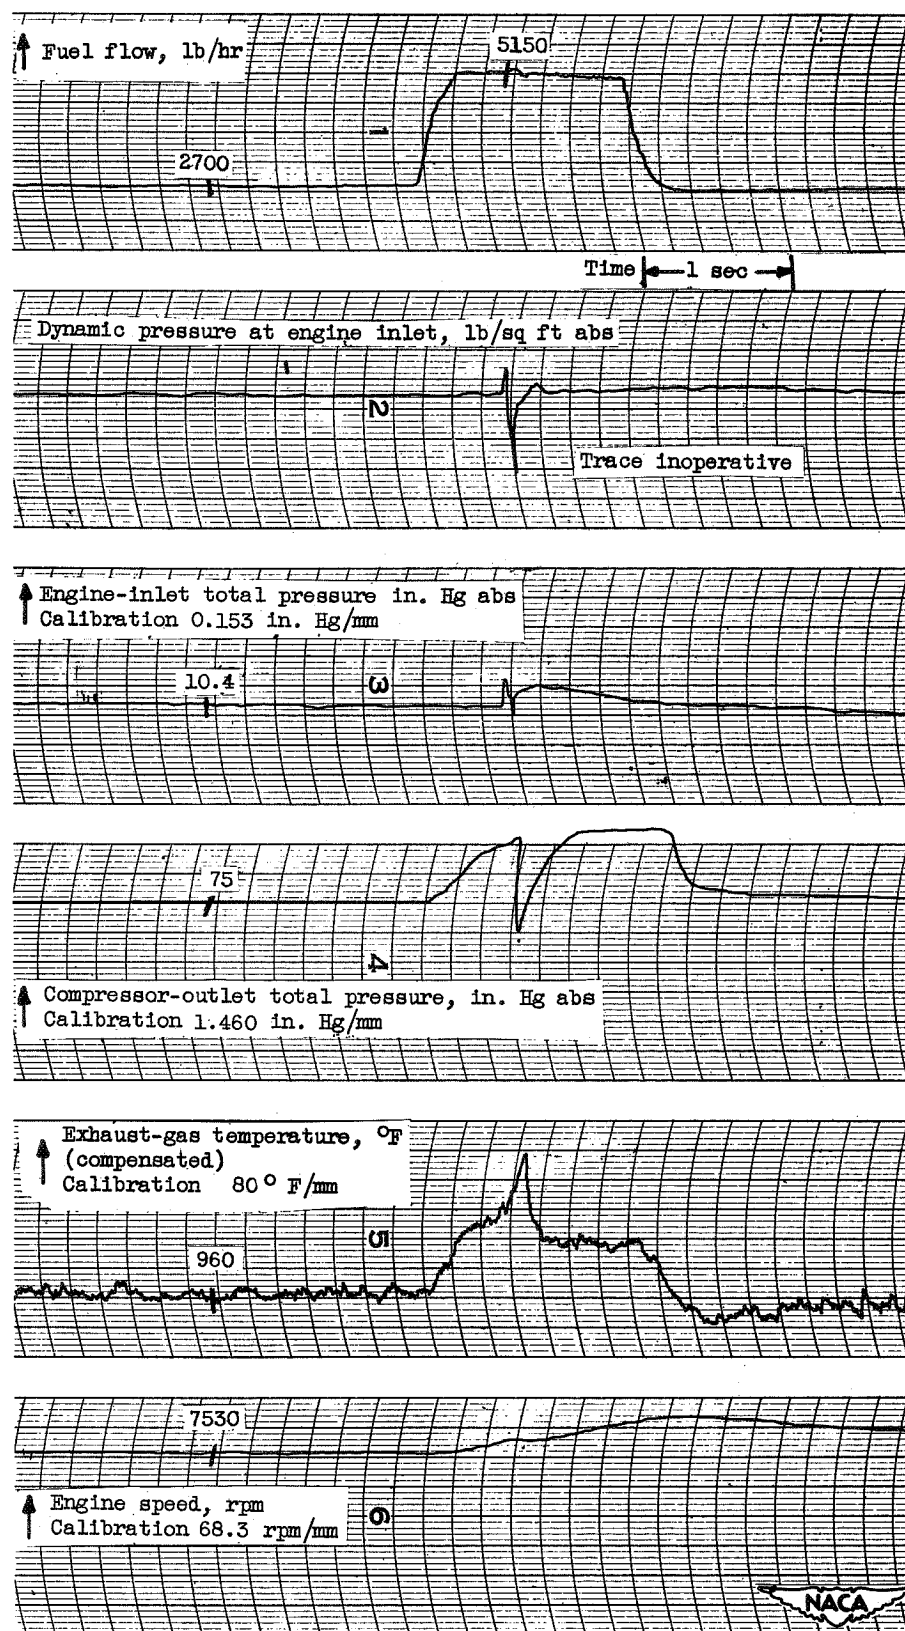 Fuel flow, lb/hr
5150
1
2700
Time 1 sec
Dynamic pressure at engine inlet, lb/sq ft abs
2
Trace inoperative
Engine-inlet total pressure in. Hg abs
Calibration 0.153 in. Hg/mm
10.4
3
75
4
Compressor-outlet total pressure, in. Hg abs
Calibration 1.460 in. Hg/mm
Exhaust-gas temperature, °F
(compensated)
Calibration 80° F/mm
5
960
7530
Engine speed, rpm
Calibration 68.3 rpm/mm
6
NACA